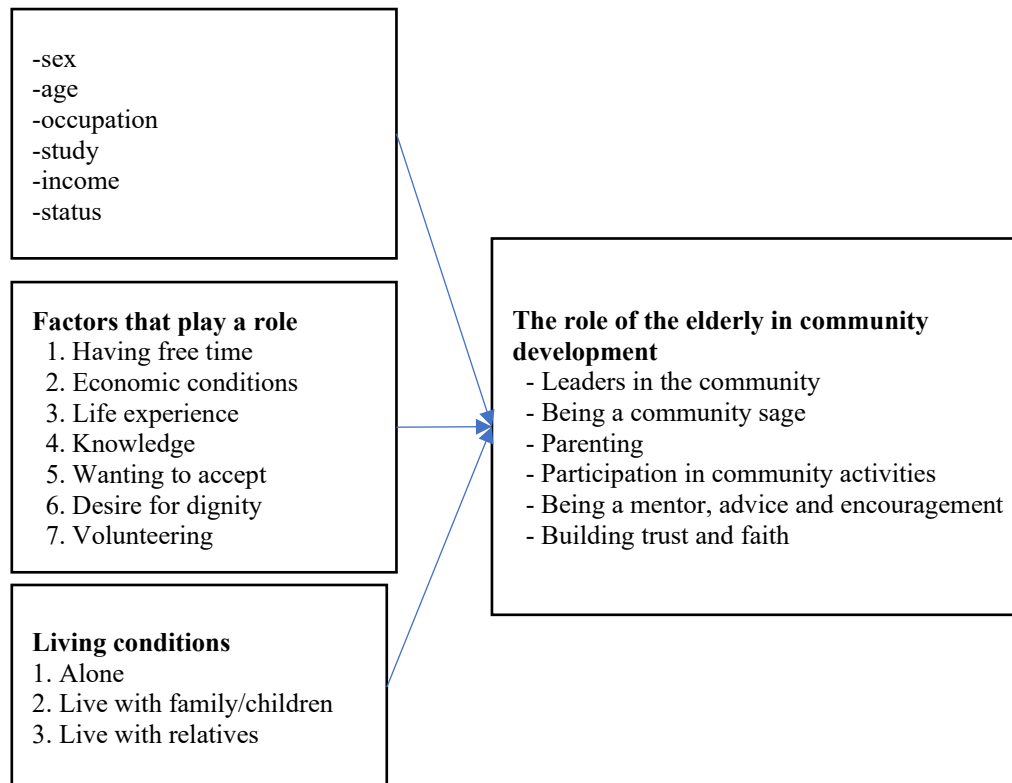 -sex
-age
-occupation
-study
-income
-status
Factors that play a role
1. Having free time
2. Economic conditions
3. Life experience
4. Knowledge
5. Wanting to accept
6. Desire for dignity
7. Volunteering
Living conditions
1. Alone
2. Live with family/children
3. Live with relatives
The role of the elderly in community
development
- Leaders in the community
- Being a community sage
- Parenting
- Participation in community activities
- Being a mentor, advice and encouragement
- Building trust and faith